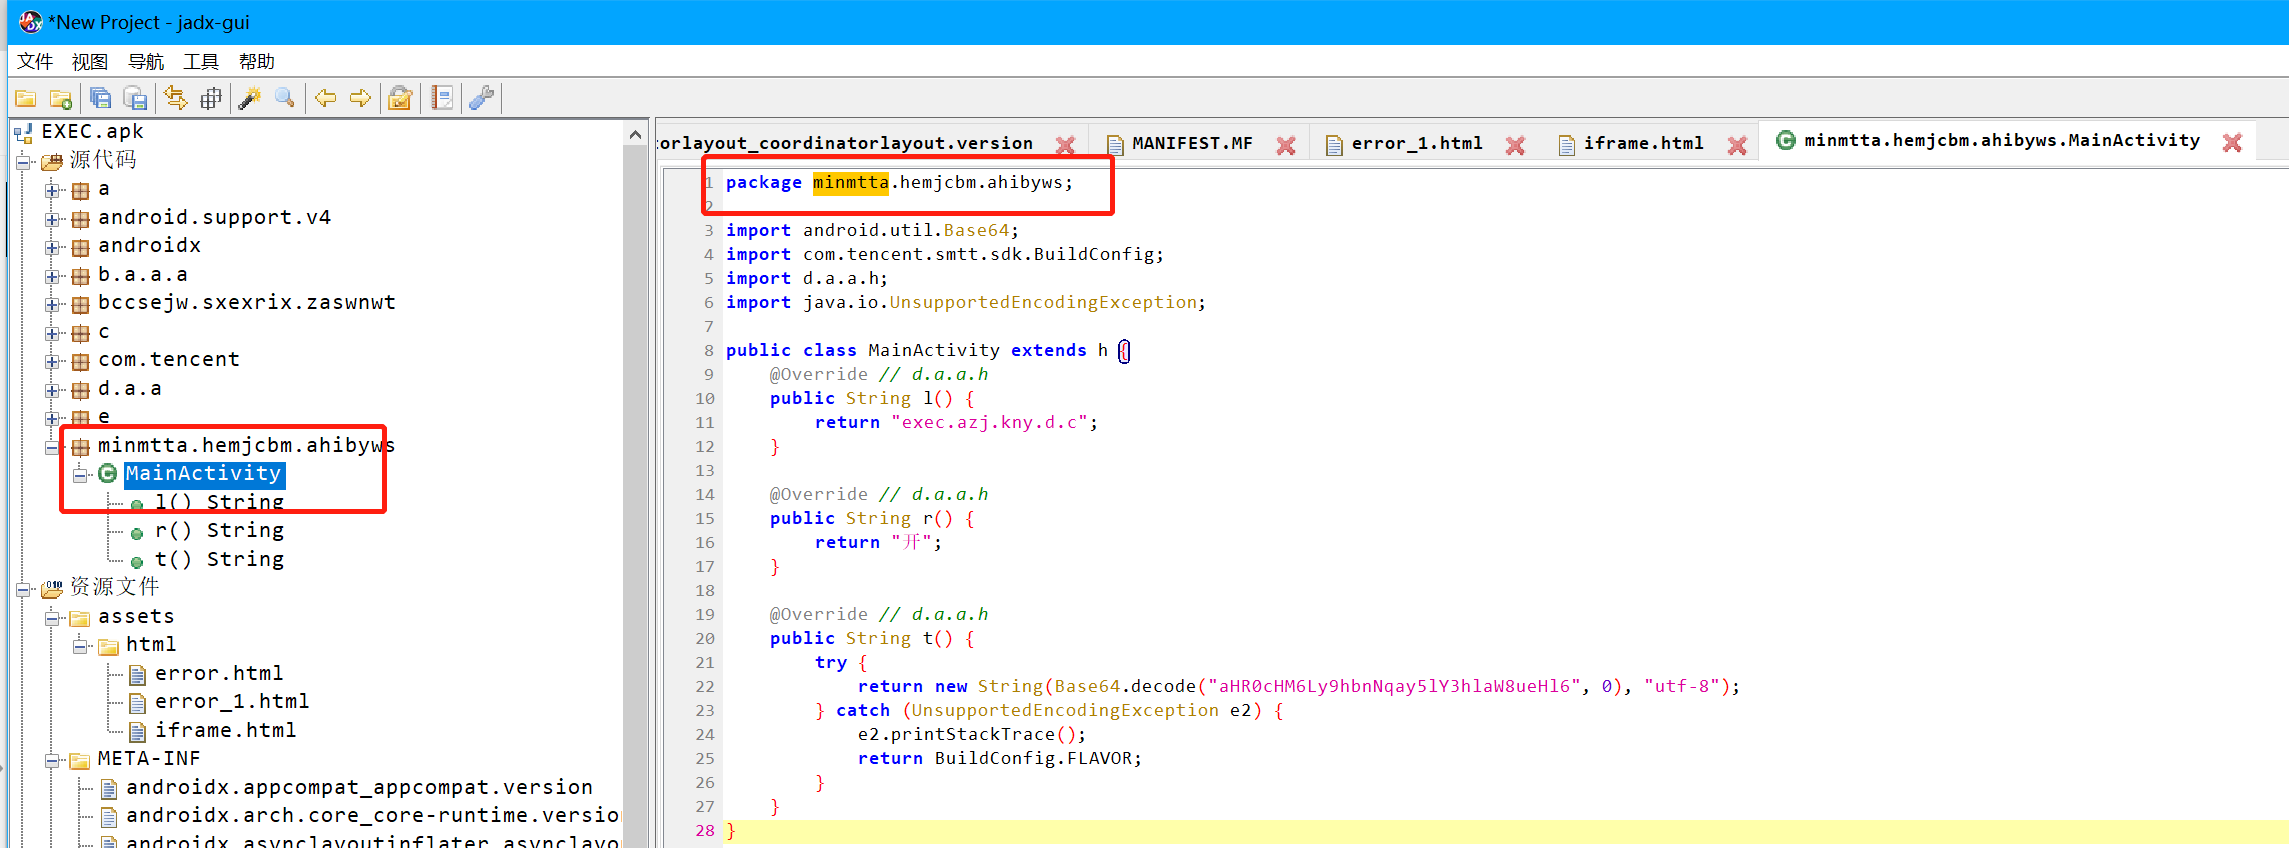 *New Project - jadx-gui
文件 视图 导航 工具 帮助
EXEC.apk
源代码
a
android.support.v4
androidx
b.a.a.a
bccsejw.sxexrix.zaswnwt
c
com.tencent
d.a.a
e
minmtta.hemjcbm.ahibyws
MainActivity
l() String
r() String
t() String
资源文件
assets
html
error.html
error_1.html
iframe.html
META-INF
androidx.appcompat_appcompat.version
androidx.arch.core_core-runtime.versio
androidx.asynclayoutinflater_asynclayo
orlayout_coordinatorlayout.version MANIFEST.MF error_1.html iframe.html minmtta.hemjcbm.ahibyws.MainActivity
1 package minmtta.hemjcbm.ahibyws;
2
3 import android.util.Base64;
4 import com.tencent.smtt.sdk.BuildConfig;
5 import d.a.a.h;
6 import java.io.UnsupportedEncodingException;
7
8 public class MainActivity extends h {
9 @Override // d.a.a.h
10 public String l() {
11 return "exec.azj.kny.d.c";
12 }
13
14 @Override // d.a.a.h
15 public String r() {
16 return "开";
17 }
18
19 @Override // d.a.a.h
20 public String t() {
21 try {
22 return new String(Base64.decode("aHR0cHM6Ly9hbnNqay5lY3hlaW8ueHl6", 0), "utf-8");
23 } catch (UnsupportedEncodingException e2) {
24 e2.printStackTrace();
25 return BuildConfig.FLAVOR;
26 }
27 }
28 }